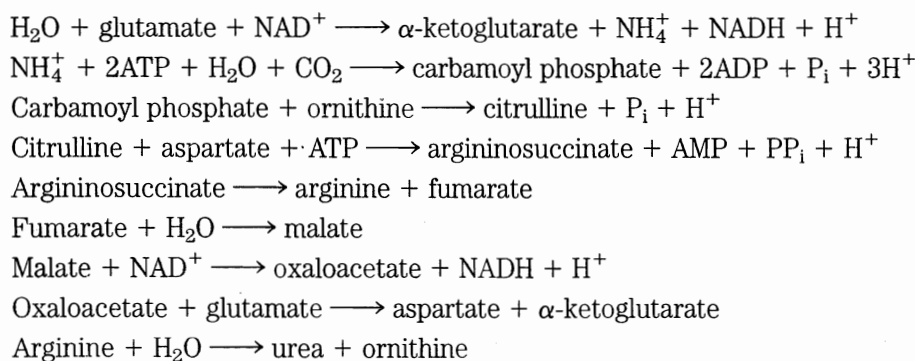 H₂O + glutamate + NAD⁺ ⟶ α-ketoglutarate + NH₄⁺ + NADH + H⁺
NH₄⁺ + 2ATP + H₂O + CO₂ ⟶ carbamoyl phosphate + 2ADP + Pᵢ + 3H⁺
Carbamoyl phosphate + ornithine ⟶ citrulline + Pᵢ + H⁺
Citrulline + aspartate + ATP ⟶ argininosuccinate + AMP + PPᵢ + H⁺
Argininosuccinate ⟶ arginine + fumarate
Fumarate + H₂O ⟶ malate
Malate + NAD⁺ ⟶ oxaloacetate + NADH + H⁺
Oxaloacetate + glutamate ⟶ aspartate + α-ketoglutarate
Arginine + H₂O ⟶ urea + ornithine